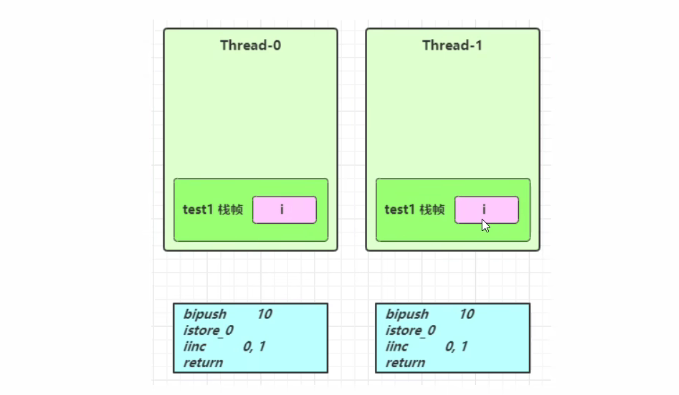 Thread-0
Thread-1
test1 栈帧
i
test1 栈帧
i
bipush 10
istore_0
iinc 0, 1
return
bipush 10
istore_0
iinc 0, 1
return